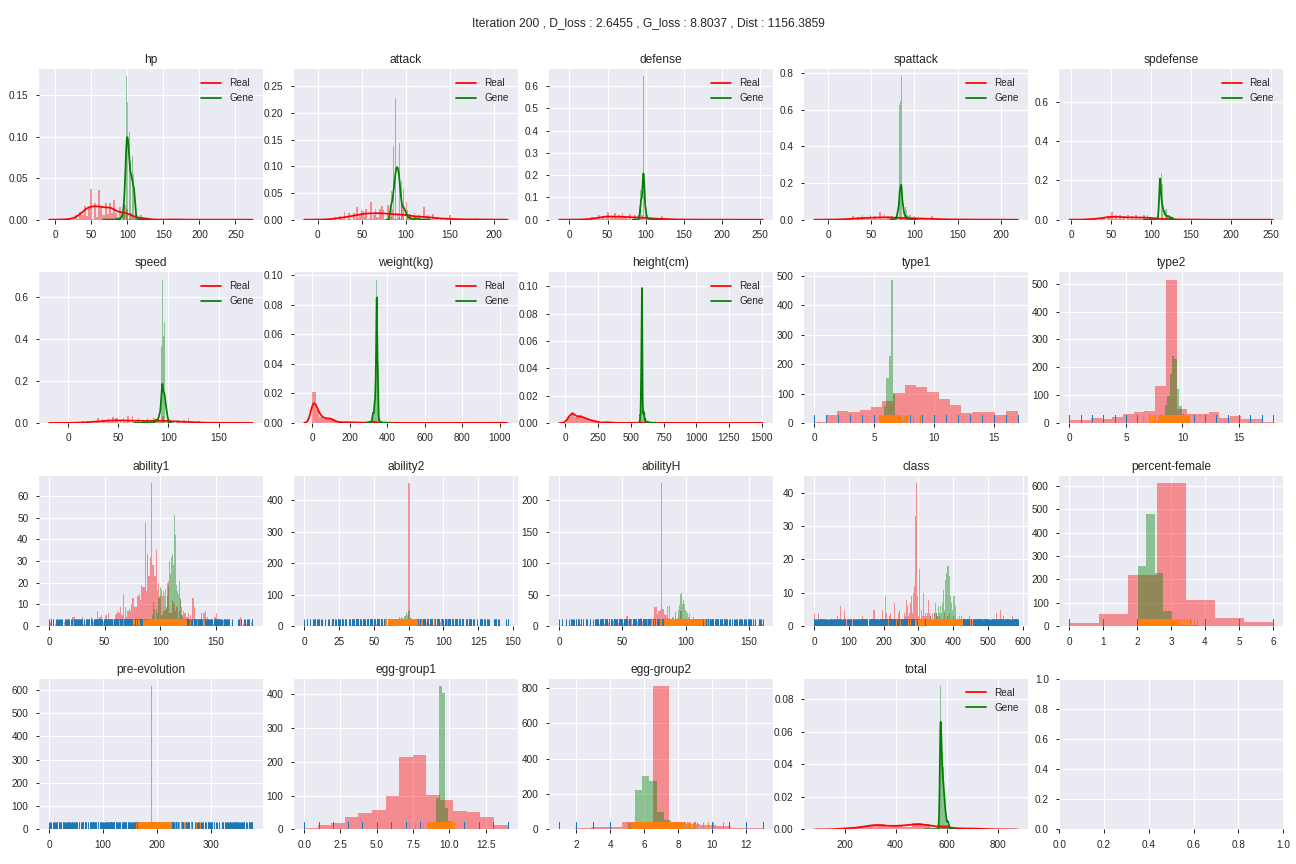 Iteration 200 , D_loss : 2.6455 , G_loss : 8.8037 , Dist : 1156.3859
hp
0.15
0.10
0.05
0.00
0 50 100 150 200 250
Real
Gene
attack
0.25
0.20
0.15
0.10
0.05
0.00
0 50 100 150 200
Real
Gene
defense
0.6
0.5
0.4
0.3
0.2
0.1
0.0
0 50 100 150 200 250
Real
Gene
spattack
0.8
0.6
0.4
0.2
0.0
0 100 200
Real
Gene
spdefense
0.6
0.4
0.2
0.0
0 50 100 150 200 250
Real
Gene
speed
0.6
0.4
0.2
0.0
0 50 100 150
Real
Gene
weight(kg)
0.10
0.08
0.06
0.04
0.02
0.00
0 200 400 600 800 1000
Real
Gene
height(cm)
0.10
0.08
0.06
0.04
0.02
0.00
0 250 500 750 1000 1250 1500
Real
Gene
type1
500
400
300
200
100
0
0 5 10 15
type2
500
400
300
200
100
0
0 5 10 15
ability1
60
50
40
30
20
10
0
0 50 100 150
ability2
400
300
200
100
0
0 25 50 75 100 125 150
abilityH
200
150
100
50
0
0 50 100 150
class
40
30
20
10
0
0 100 200 300 400 500 600
percent-female
600
500
400
300
200
100
0
0 1 2 3 4 5 6
pre-evolution
600
500
400
300
200
100
0
0 100 200 300
egg-group1
400
300
200
100
0
0.0 2.5 5.0 7.5 10.0 12.5
egg-group2
800
600
400
200
0
2 4 6 8 10 12
total
0.08
0.06
0.04
0.02
0.00
200 400 600 800
Real
Gene
1.0
0.8
0.6
0.4
0.2
0.0
0.0 0.2 0.4 0.6 0.8 1.0